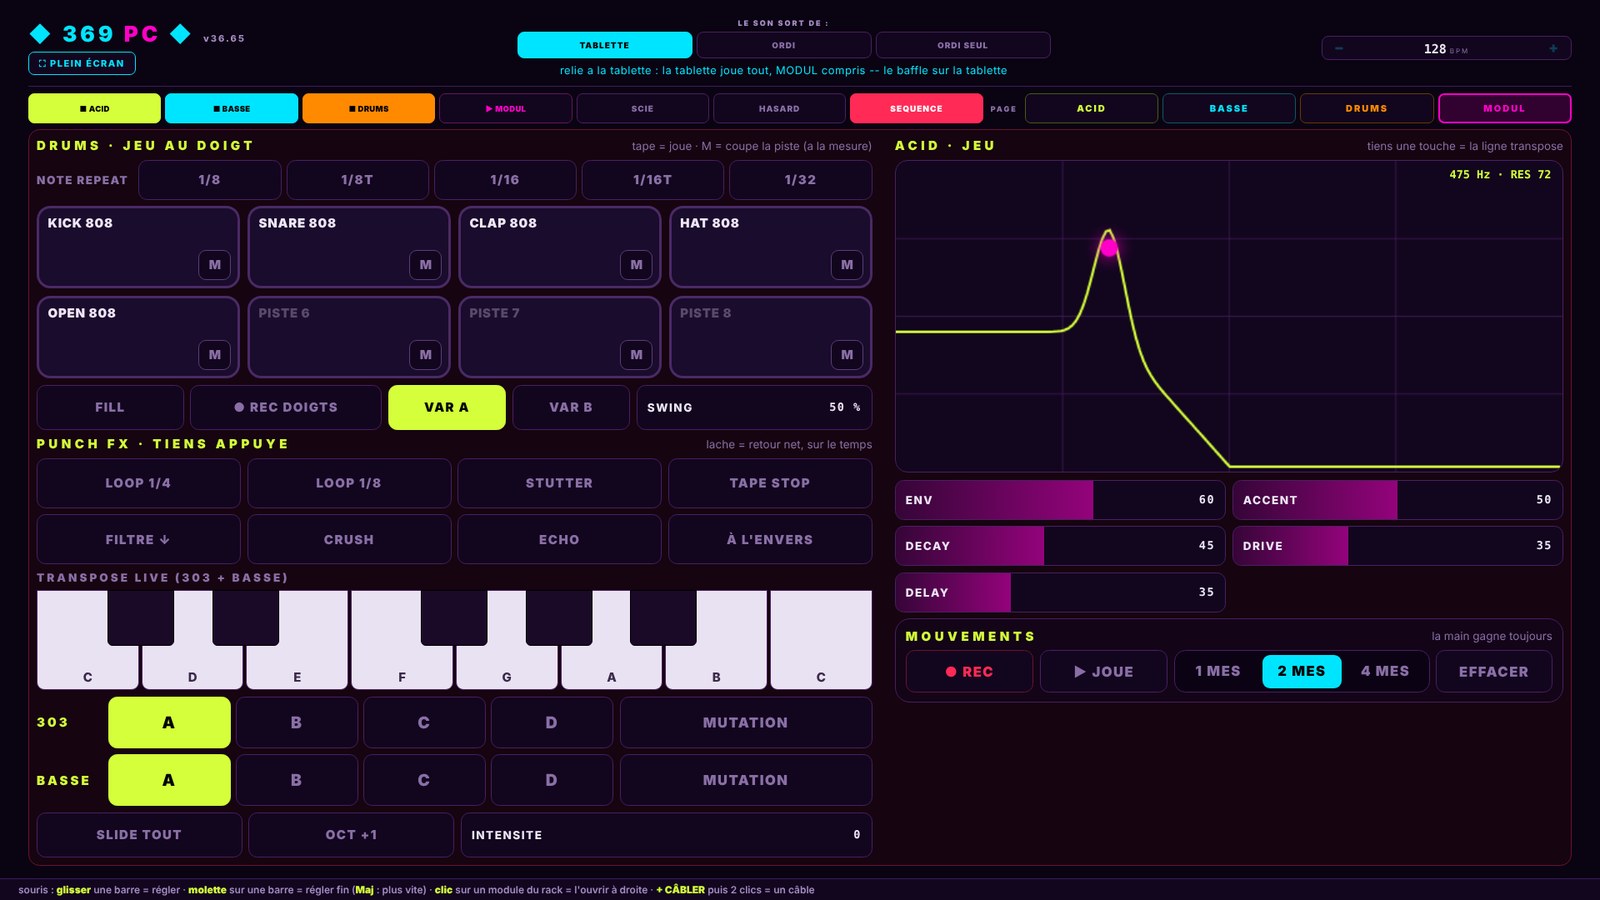 369 PC v36.65
PLEIN ÉCRAN
LE SON SORT DE :
TABLETTE ORDI ORDI SEUL
relie a la tablette : la tablette joue tout, MODUL compris -- le baffle sur la tablette
− 128 BPM +
■ ACID ■ BASSE ■ DRUMS ▶ MODUL SCIE HASARD SEQUENCE PAGE ACID BASSE DRUMS MODUL
DRUMS · JEU AU DOIGT
tape = joue · M = coupe la piste (a la mesure)
NOTE REPEAT 1/8 1/8T 1/16 1/16T 1/32
KICK 808 SNARE 808 CLAP 808 HAT 808
M M M M
OPEN 808 PISTE 6 PISTE 7 PISTE 8
M M M M
FILL ● REC DOIGTS VAR A VAR B SWING 50 %
PUNCH FX · TIENS APPUYE
lache = retour net, sur le temps
LOOP 1/4 LOOP 1/8 STUTTER TAPE STOP
FILTRE ↓ CRUSH ECHO À L'ENVERS
TRANSPOSE LIVE (303 + BASSE)
C D E F G A B C
303 A B C D MUTATION
BASSE A B C D MUTATION
SLIDE TOUT OCT +1 INTENSITE 0
ACID · JEU
tiens une touche = la ligne transpose
475 Hz · RES 72
ENV 60 ACCENT 50
DECAY 45 DRIVE 35
DELAY 35
MOUVEMENTS
la main gagne toujours
● REC ▶ JOUE 1 MES 2 MES 4 MES EFFACER
souris : glisser une barre = régler · molette sur une barre = régler fin (Maj : plus vite) · clic sur un module du rack = l'ouvrir à droite · + CÂBLER puis 2 clics = un câble